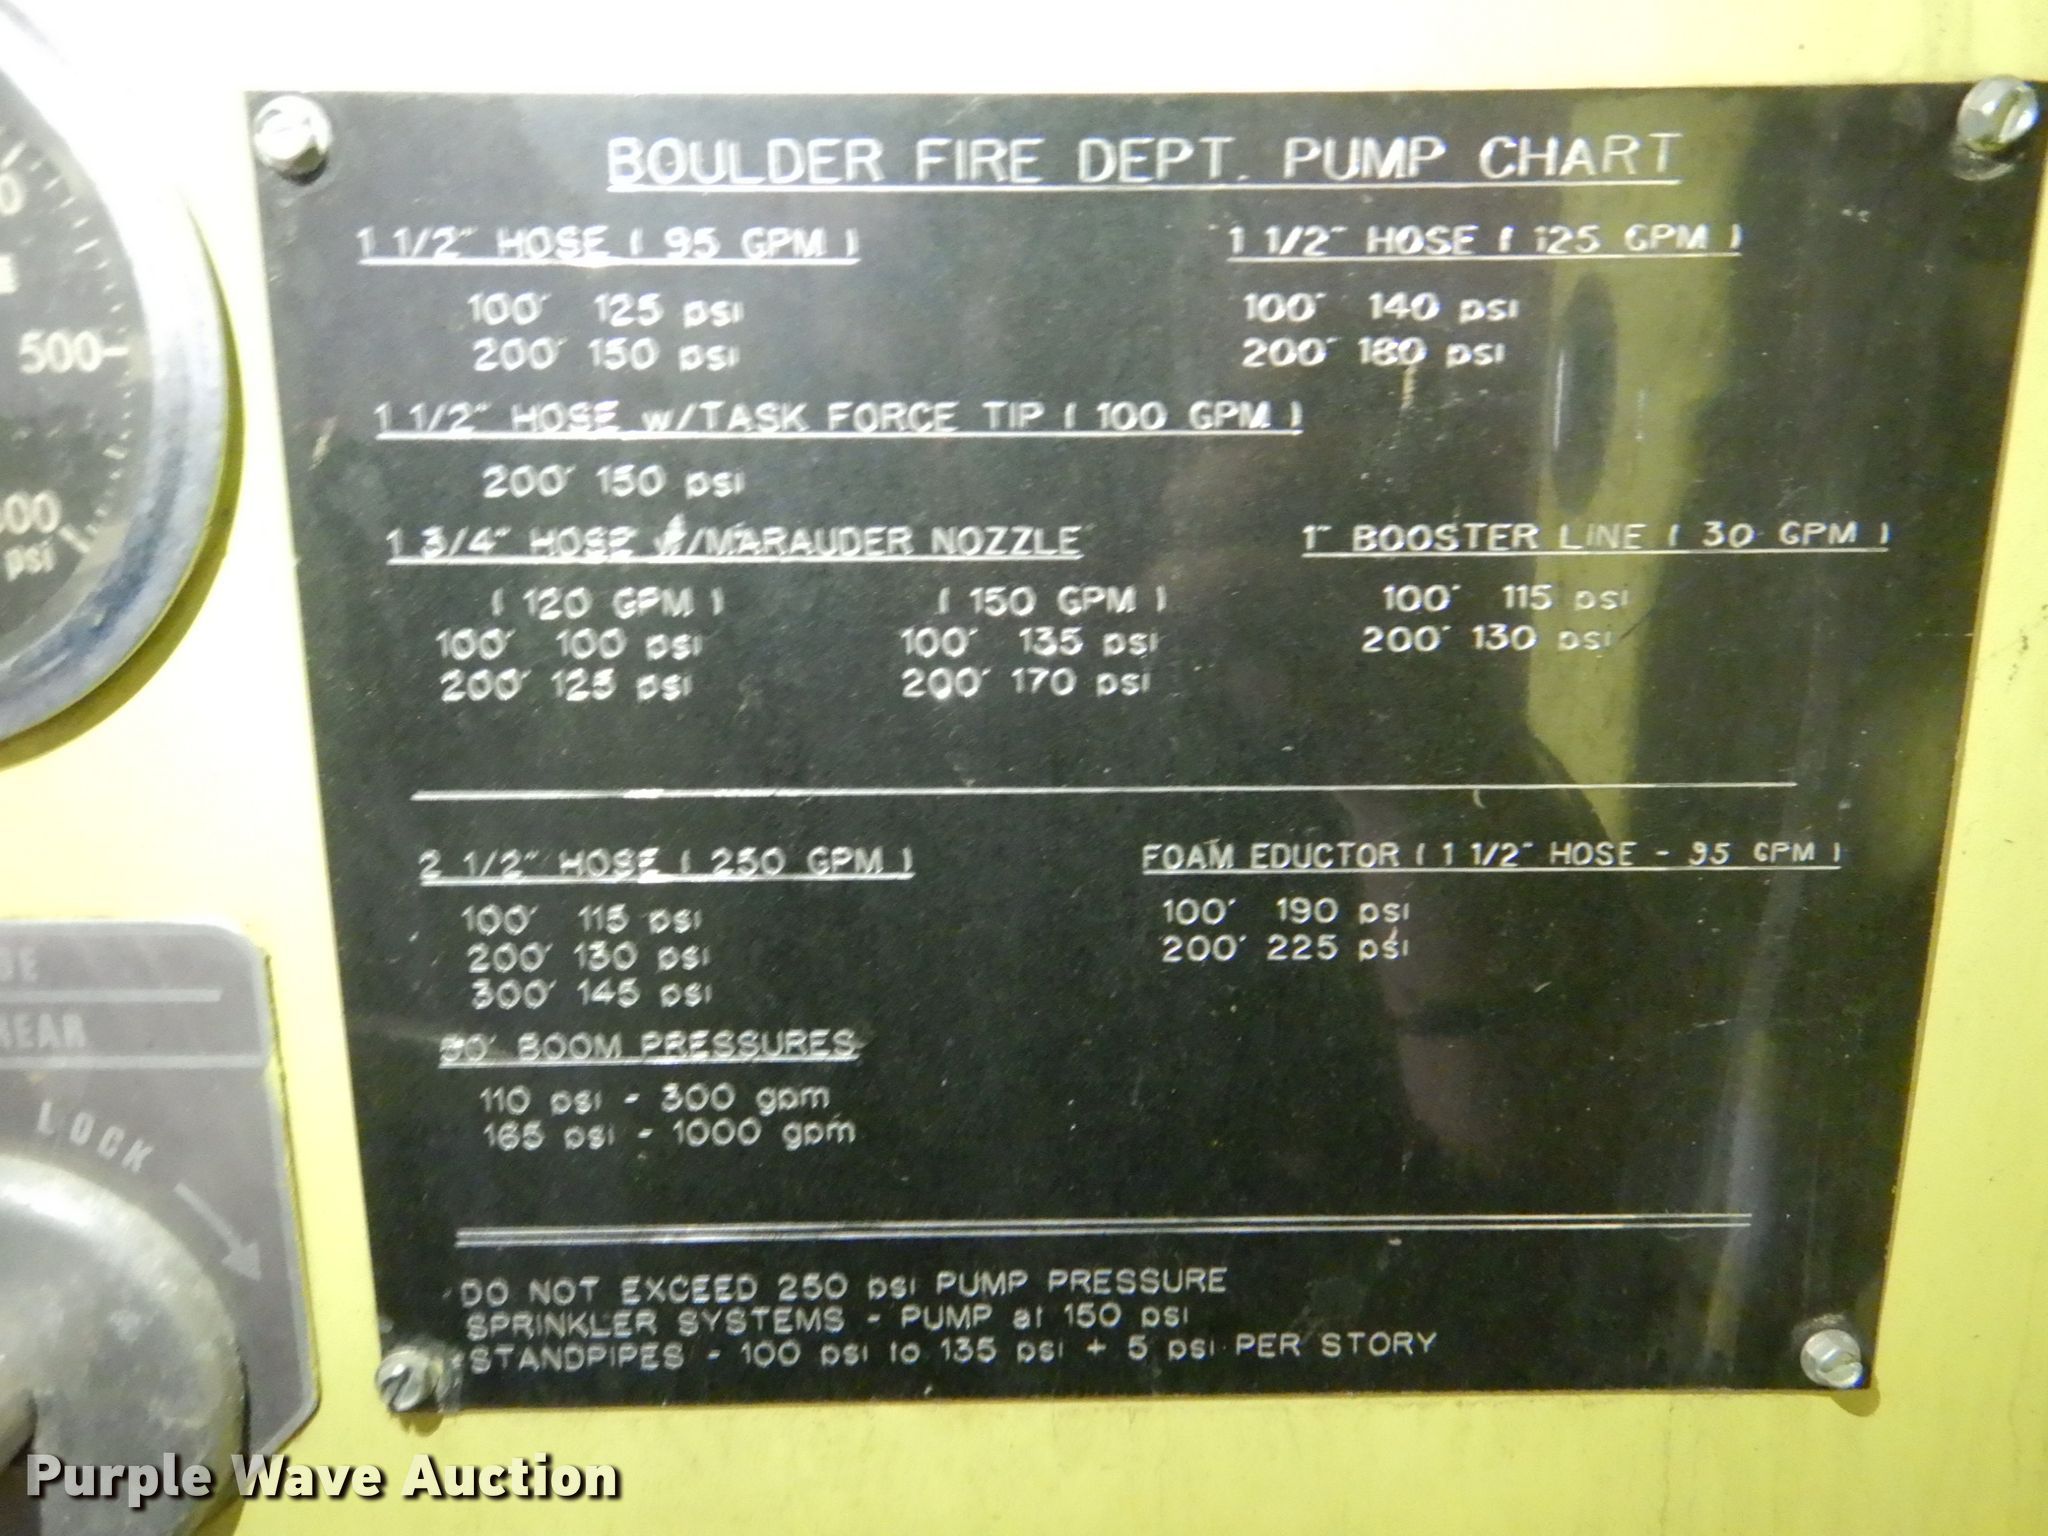 BOULDER FIRE DEPT. PUMP CHART
1 1/2" HOSE ( 95 GPM )
100' 125 psi
200' 150 psi
1 1/2" HOSE ( 125 GPM )
100' 140 psi
200' 180 psi
1 1/2" HOSE w/TASK FORCE TIP ( 100 GPM )
200' 150 psi
1 3/4" HOSE w/MARAUDER NOZZLE
( 120 GPM )
100' 100 psi
200' 125 psi
( 150 GPM )
100' 135 psi
200' 170 psi
1" BOOSTER LINE ( 30 GPM )
100' 115 psi
200' 130 psi
2 1/2" HOSE ( 250 GPM )
100' 115 psi
200' 130 psi
300' 145 psi
FOAM EDUCTOR ( 1 1/2" HOSE - 95 GPM )
100' 190 psi
200' 225 psi
BOOM PRESSURES
110 psi - 300 gpm
165 psi - 1000 gpm
DO NOT EXCEED 250 psi PUMP PRESSURE
SPRINKLER SYSTEMS - PUMP at 150 psi
STANDPIPES - 100 psi to 135 psi + 5 psi PER STORY
500
psi
LOCK
Purple Wave Auction